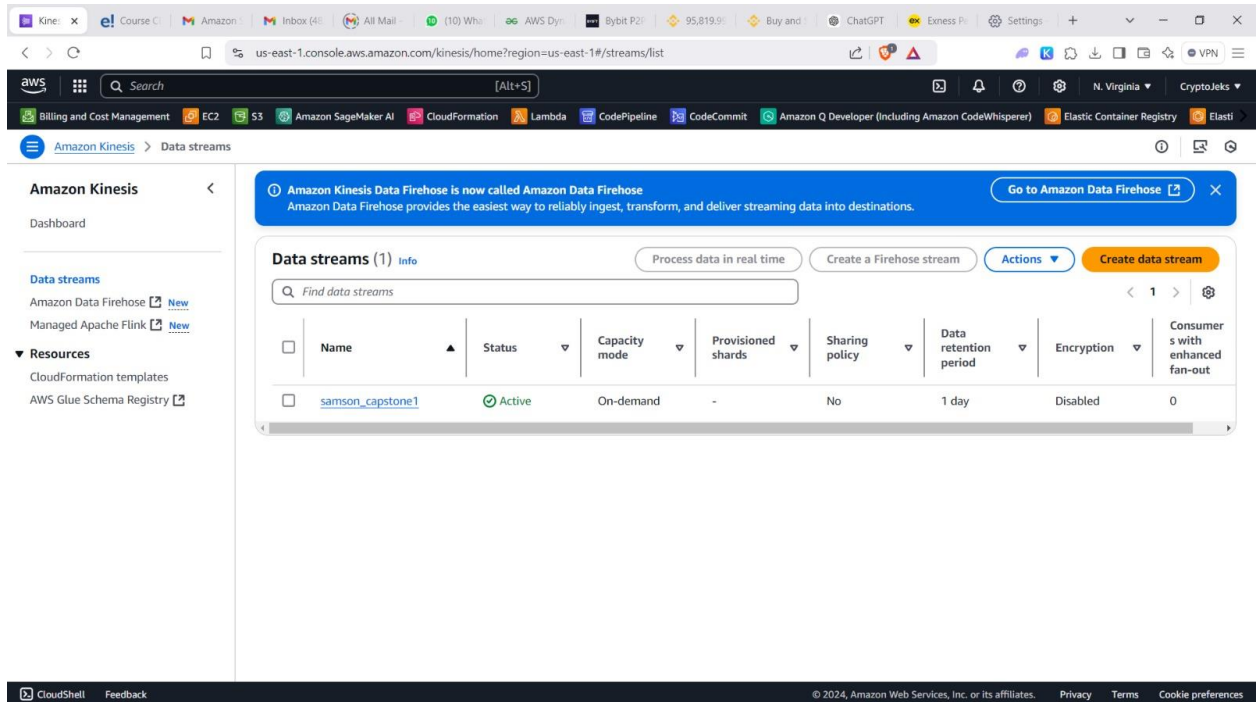 Kine:
Course C
Amazon
Inbox (4
All Mail -
(10) Wha
AWS Dyn
Bybit P2P
95,819.9
Buy and
ChatGPT
Exness P
Settings
us-east-1.console.aws.amazon.com/kinesis/home?region=us-east-1#/streams/list
VPN
aws
Search
[Alt+S]
N. Virginia
CryptoJeks
Billing and Cost Management EC2 S3 Amazon SageMaker AI CloudFormation Lambda CodePipeline CodeCommit Amazon Q Developer (Including Amazon CodeWhisperer) Elastic Container Registry Elasti
Amazon Kinesis > Data streams
Amazon Kinesis
Dashboard
Data streams
Amazon Data Firehose New
Managed Apache Flink New
Resources
CloudFormation templates
AWS Glue Schema Registry
Amazon Kinesis Data Firehose is now called Amazon Data Firehose
Amazon Data Firehose provides the easiest way to reliably ingest, transform, and deliver streaming data into destinations.
Go to Amazon Data Firehose
Data streams (1) Info
Process data in real time
Create a Firehose stream
Actions
Create data stream
Find data streams
1
Name
Status
Capacity
mode
Provisioned
shards
Sharing
policy
Data
retention
period
Encryption
Consumer
s with
enhanced
fan-out
samson_capstone1 Active On-demand - No 1 day Disabled 0
CloudShell Feedback
© 2024, Amazon Web Services, Inc. or its affiliates. Privacy Terms Cookie preferences